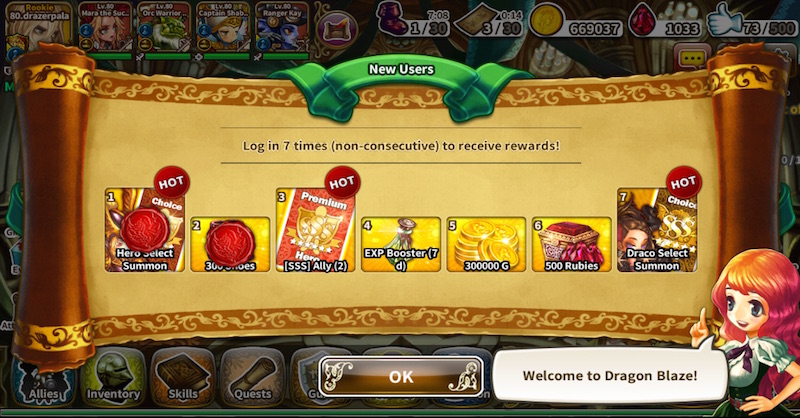 Rookie
80.drazerpala
Lv.80
Mara the Suc..
Lv.80
Orc Warrior ..
Lv.80
Captain Shab..
Lv.80
Ranger Kay
7:08
1/30
0:14
3/30
669037
1033
73/500
New Users
Log in 7 times (non-consecutive) to receive rewards!
HOT
HOT
HOT
1
Choice
Hero Select
Summon
2
300 Shoes
3
Premium
Hero
[SSS] Ally (2)
4
EXP Booster (7
d)
5
300000 G
6
500 Rubies
7
Choice
SSS
Draco Select
Summon
Allies
Inventory
Skills
Quests
OK
Welcome to Dragon Blaze!